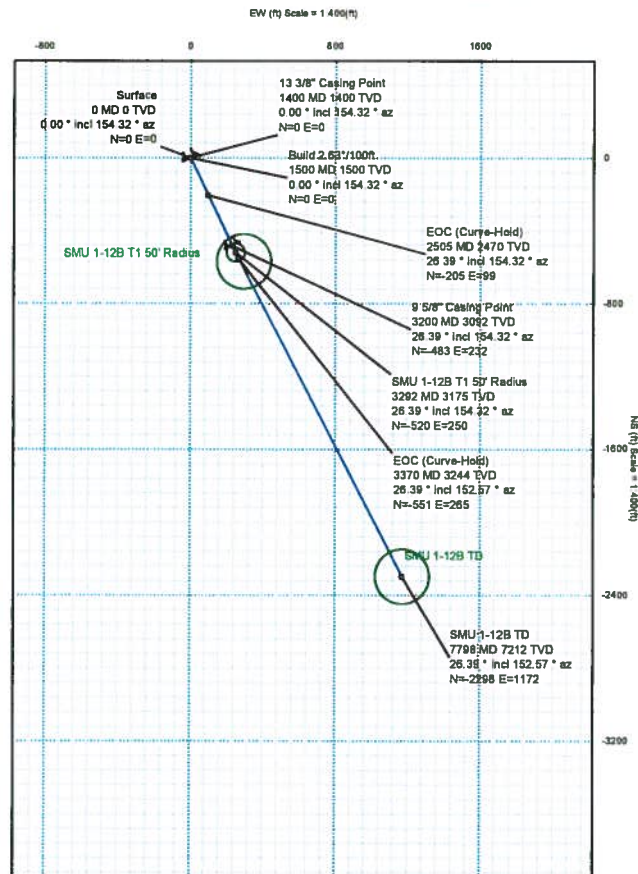 EW (ft) Scale = 1:400(ft)
-800 0 800 1600
Surface
0 MD 0 TVD
0.00 ° incl 154.32 ° az
N=0 E=0
13 3/8" Casing Point
1400 MD 1400 TVD
0.00 ° incl 154.32 ° az
N=0 E=0
Build 2.63°/100ft.
1500 MD 1500 TVD
0.00 ° incl 154.32 ° az
N=0 E=0
0
EOC (Curve-Hold)
2505 MD 2470 TVD
26.39 ° incl 154.32 ° az
N=-205 E=99
SMU 1-12B T1 50' Radius
-800
9 5/8" Casing Point
3200 MD 3092 TVD
26.39 ° incl 154.32 ° az
N=-483 E=232
SMU 1-12B T1 50' Radius
3292 MD 3175 TVD
26.39 ° incl 154.32 ° az
N=-520 E=250
-1600
EOC (Curve-Hold)
3370 MD 3244 TVD
26.39 ° incl 152.57 ° az
N=-551 E=265
NS (ft) Scale = 1:400(ft)
SMU 1-12B TD
-2400
SMU 1-12B TD
7798 MD 7212 TVD
26.39 ° incl 152.57 ° az
N=-2298 E=1172
-3200